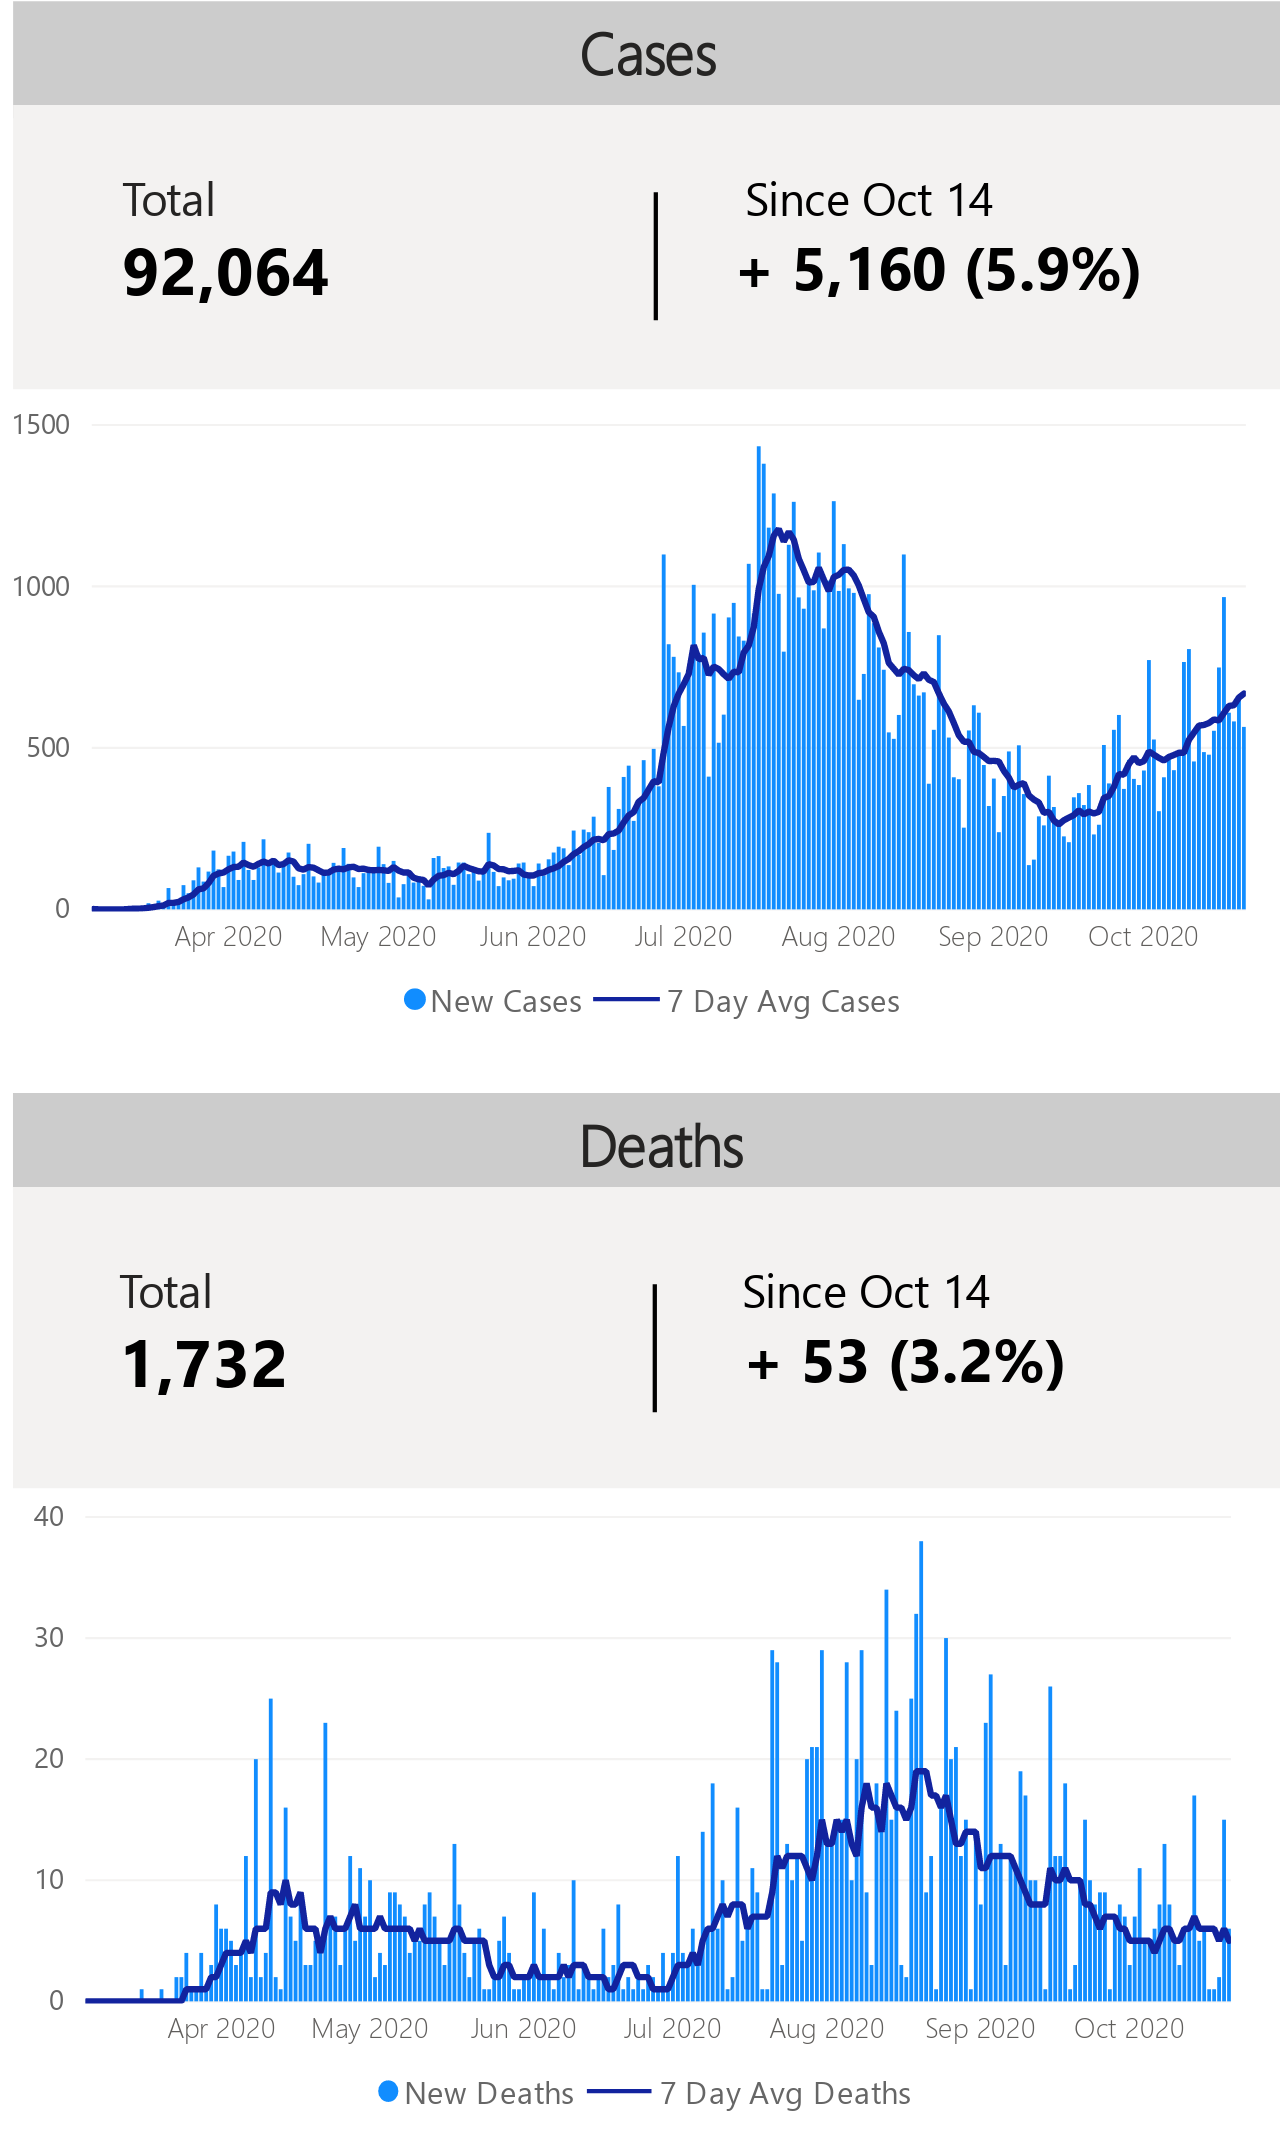 Cases
Total
Since Oct 14
92,064
+ 5,160 (5.9%)
1500
1000
500
0
Apr 2020 May 2020 Jun 2020 Jul 2020 Aug 2020 Sep 2020 Oct 2020
New Cases 7 Day Avg Cases
Deaths
Total
Since Oct 14
1,732
+ 53 (3.2%)
40
30
20
10
0
Apr 2020 May 2020 Jun 2020 Jul 2020 Aug 2020 Sep 2020 Oct 2020
New Deaths 7 Day Avg Deaths